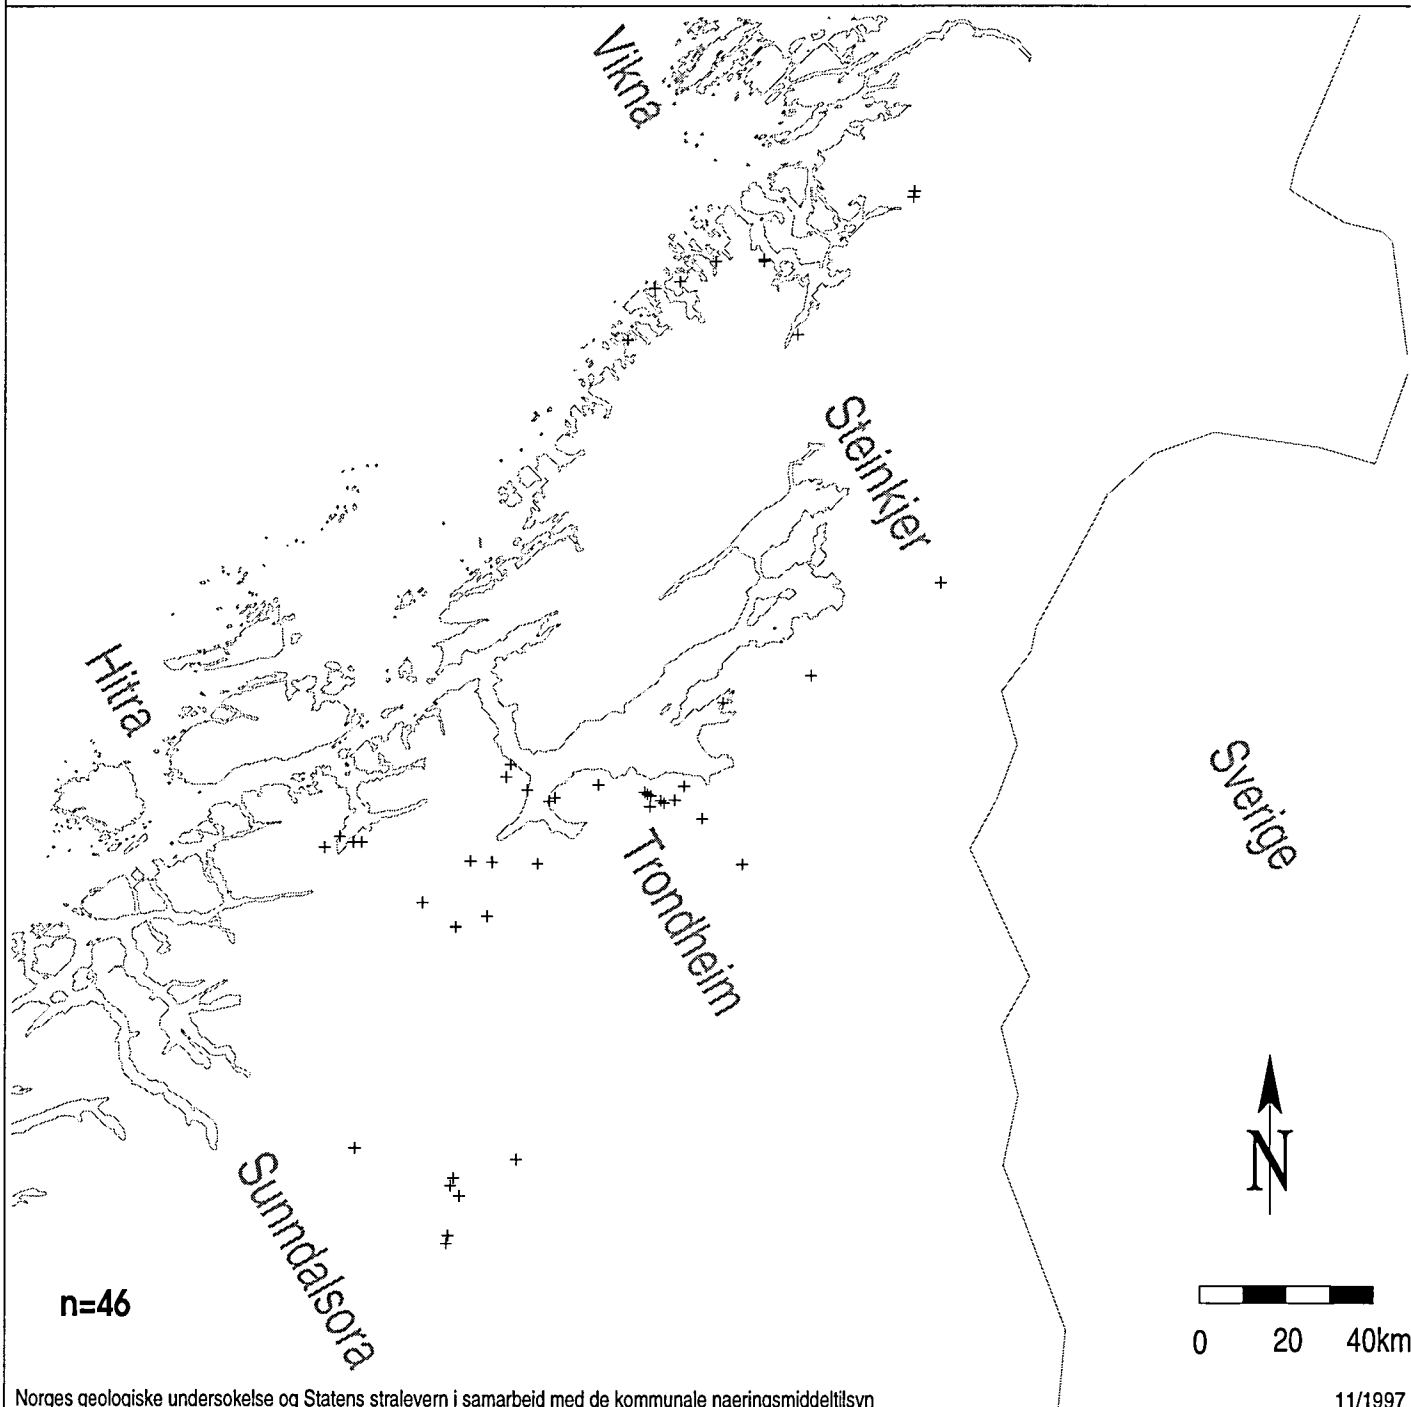 Vikna
Steinkjer
Hitra
Sverige
Trondheim
N
Sunndalsora
n=46
0 20 40km
Norges geologiske undersokelse og Statens stralevern i samarbeid med de kommunale naeringsmiddeltilsyn
11/1997